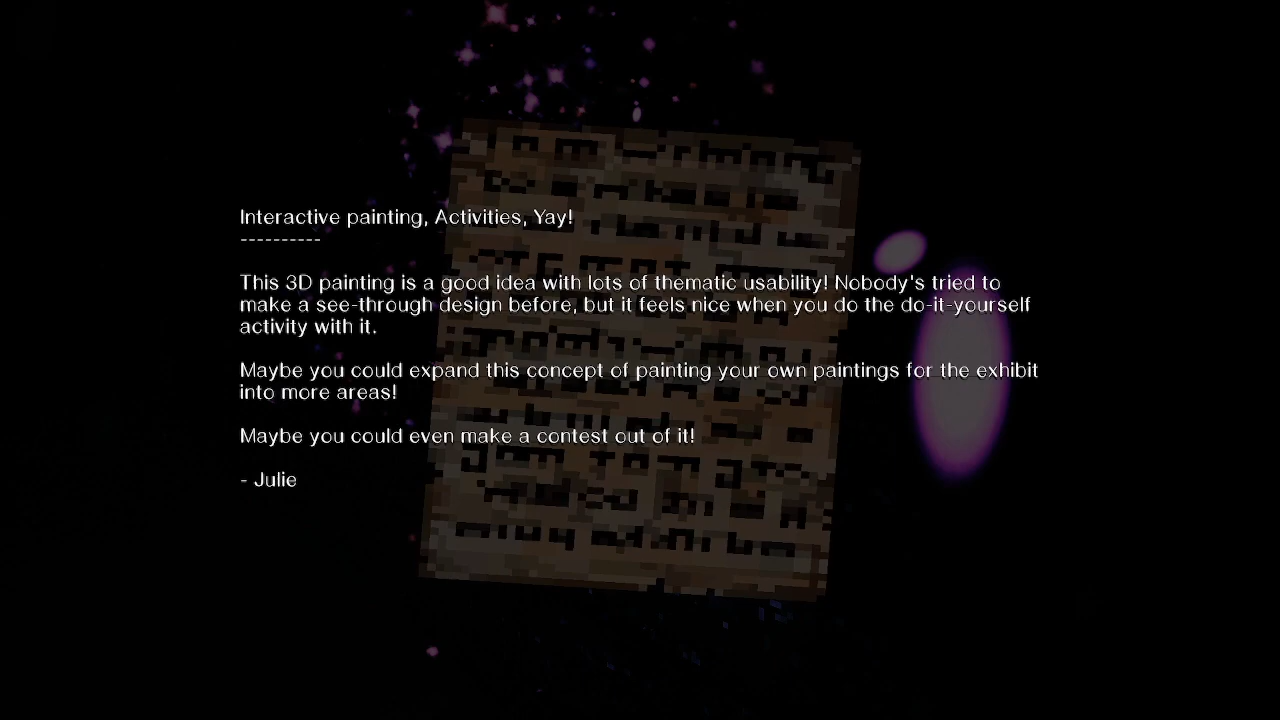 Interactive painting, Activities, Yay!
----------
This 3D painting is a good idea with lots of thematic usability! Nobody's tried to
make a see-through design before, but it feels nice when you do the do-it-yourself
activity with it.
Maybe you could expand this concept of painting your own paintings for the exhibit
into more areas!
Maybe you could even make a contest out of it!
- Julie